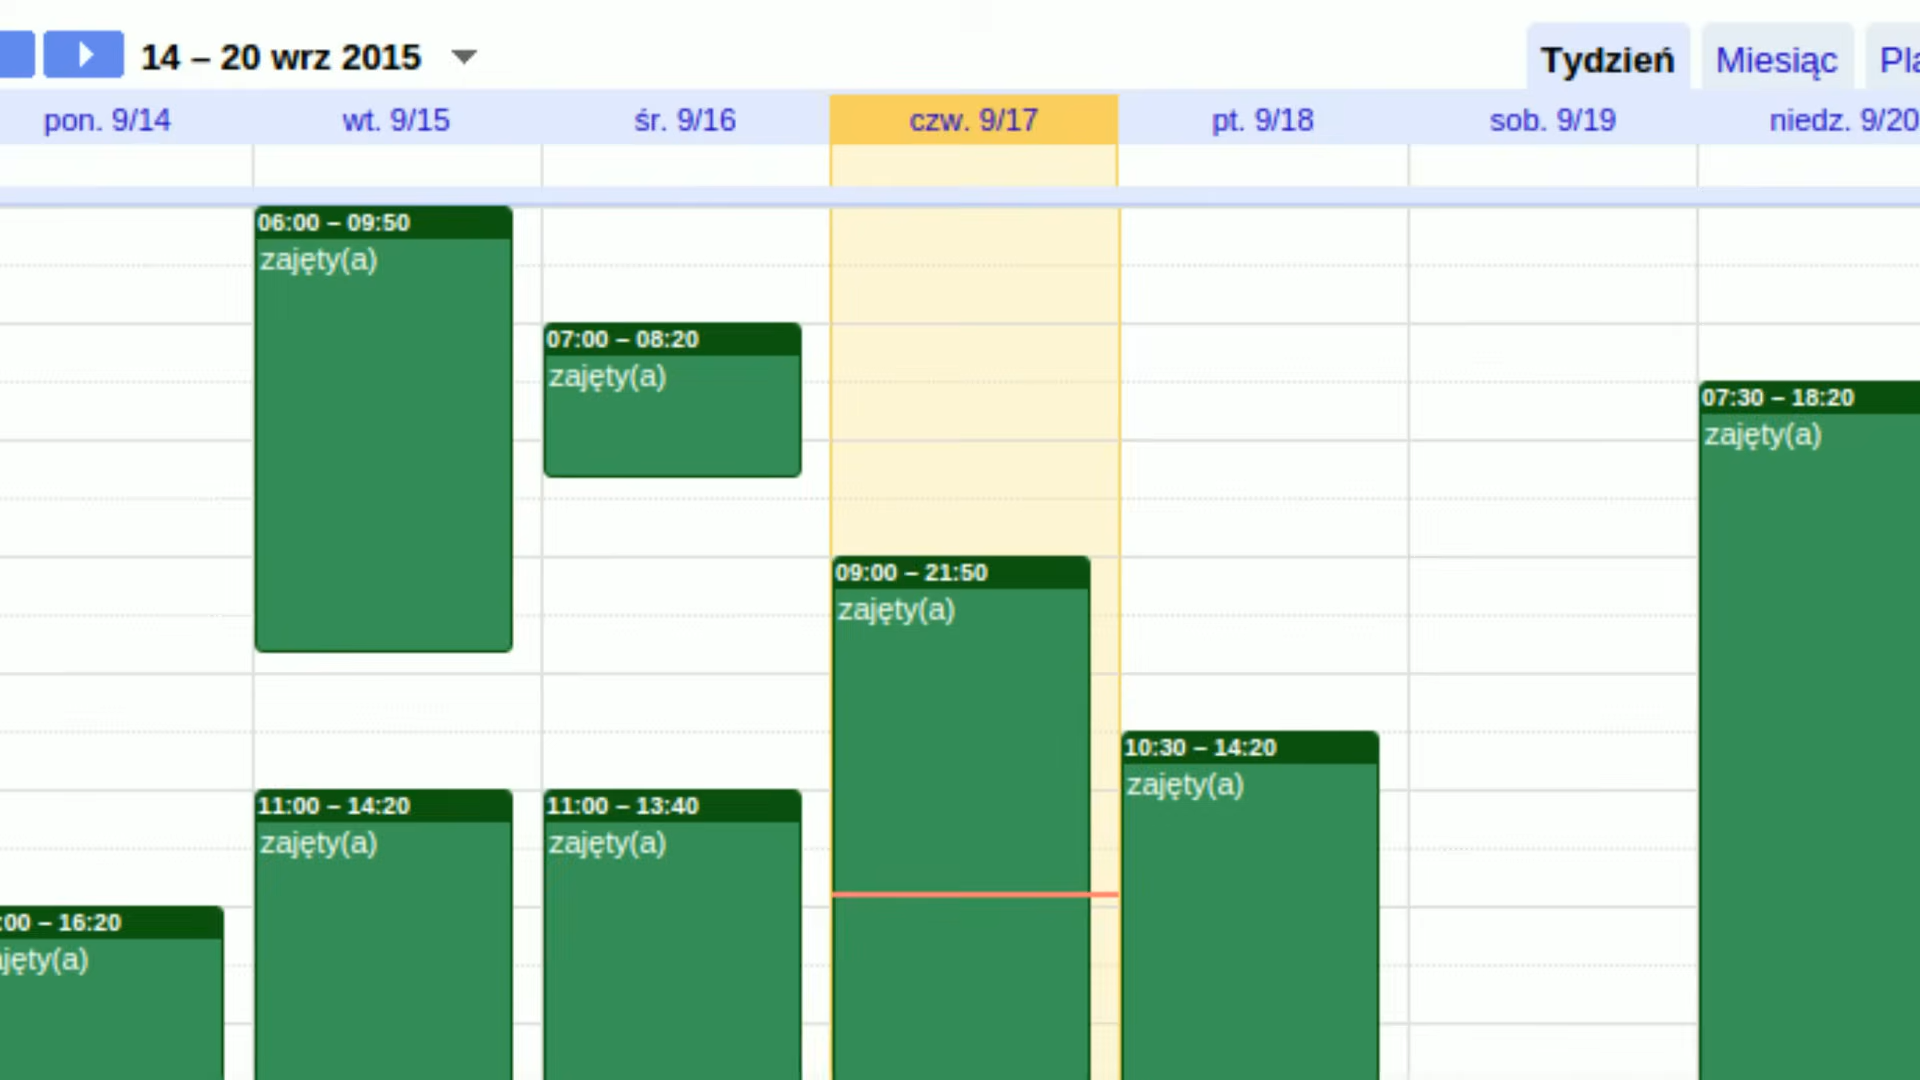 14 – 20 wrz 2015
Tydzień Miesiąc
pon. 9/14 wt. 9/15 śr. 9/16 czw. 9/17 pt. 9/18 sob. 9/19 niedz. 9/20
06:00 – 09:50
zajęty(a)
07:00 – 08:20
zajęty(a)
07:30 – 18:20
zajęty(a)
09:00 – 21:50
zajęty(a)
10:30 – 14:20
zajęty(a)
11:00 – 14:20
zajęty(a)
11:00 – 13:40
zajęty(a)
:00 – 16:20
jęty(a)